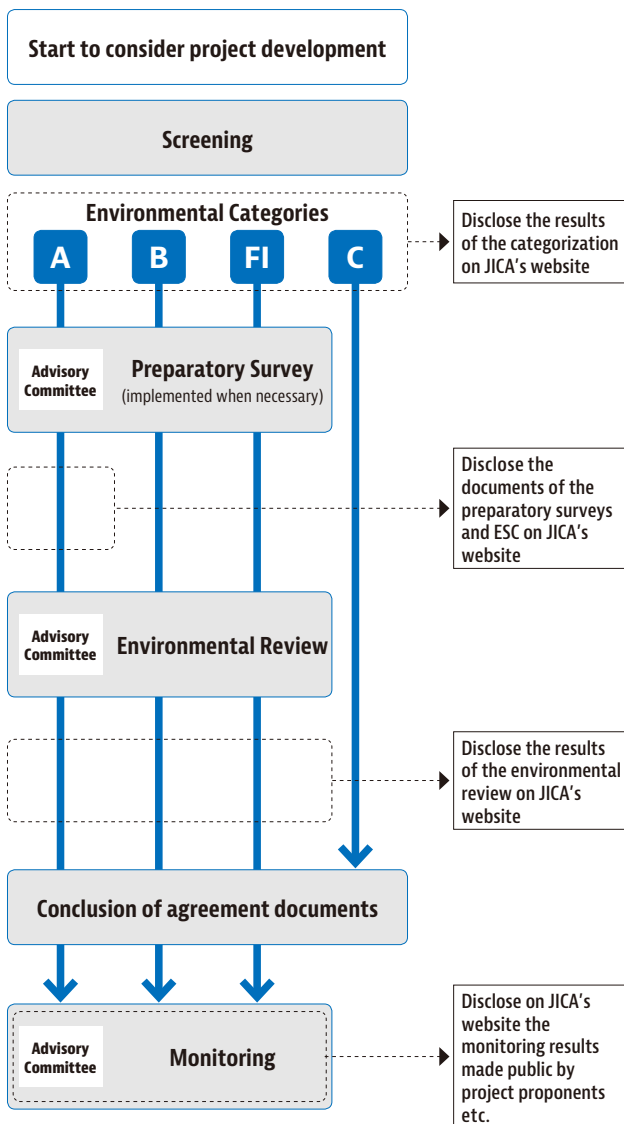 Start to consider project development
Screening
Environmental Categories
A
B
FI
C
Disclose the results
of the categorization
on JICA’s website
Advisory
Committee
Preparatory Survey
(implemented when necessary)
Disclose the
documents of the
preparatory surveys
and ESC on JICA’s
website
Advisory
Committee
Environmental Review
Disclose the results
of the environmental
review on JICA’s
website
Conclusion of agreement documents
Advisory
Committee
Monitoring
Disclose on JICA’s
website the
monitoring results
made public by
project proponents
etc.